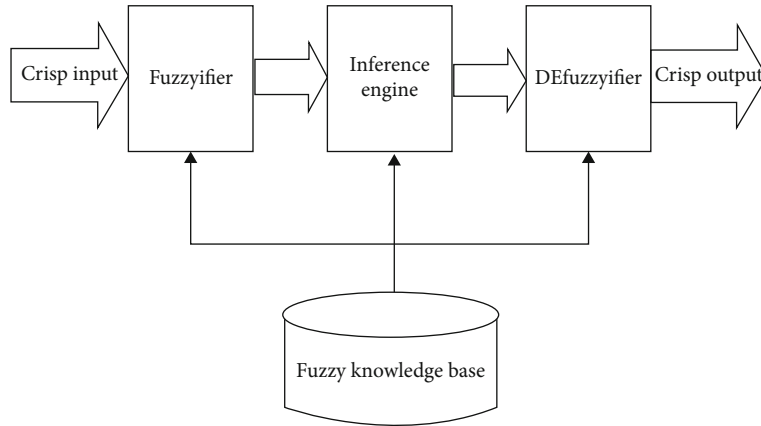 Crisp input
Fuzzyifier
Inference
engine
DEfuzzyifier
Crisp output
Fuzzy knowledge base